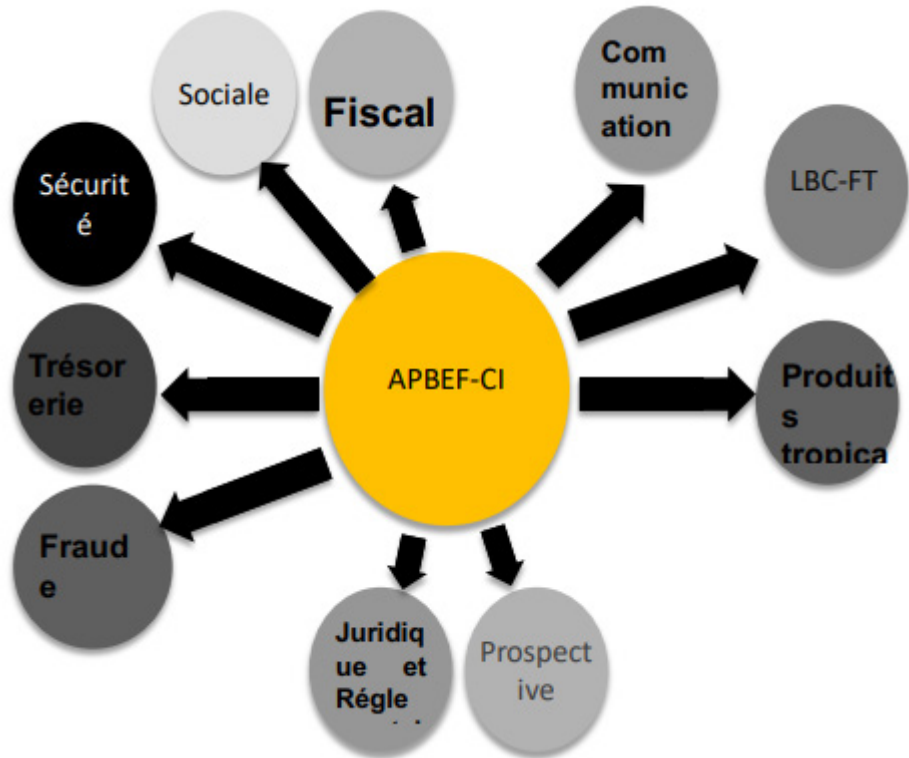 Sociale
Fiscal
Com
munic
ation
LBC-FT
Sécurit
é
APBEF-CI
Trésor
erie
Produit
s
tropica
Fraud
e
Juridiq
ue et
Régle
Prospect
ive